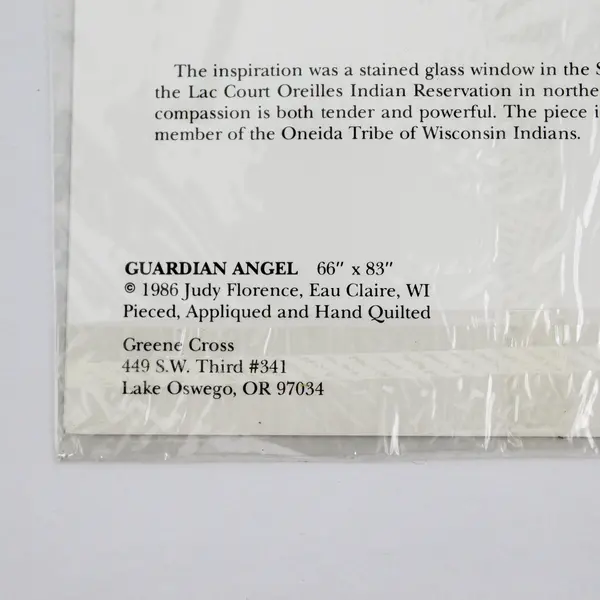 The inspiration was a stained glass window in the
the Lac Court Oreilles Indian Reservation in
compassion is both tender and powerful. The piece
member of the Oneida Tribe of Wisconsin Indians.
GUARDIAN ANGEL 66" x 83"
© 1986 Judy Florence, Eau Claire, WI
Pieced, Appliqued and Hand Quilted
Greene Cross
449 S.W. Third #341
Lake Oswego, OR 97034